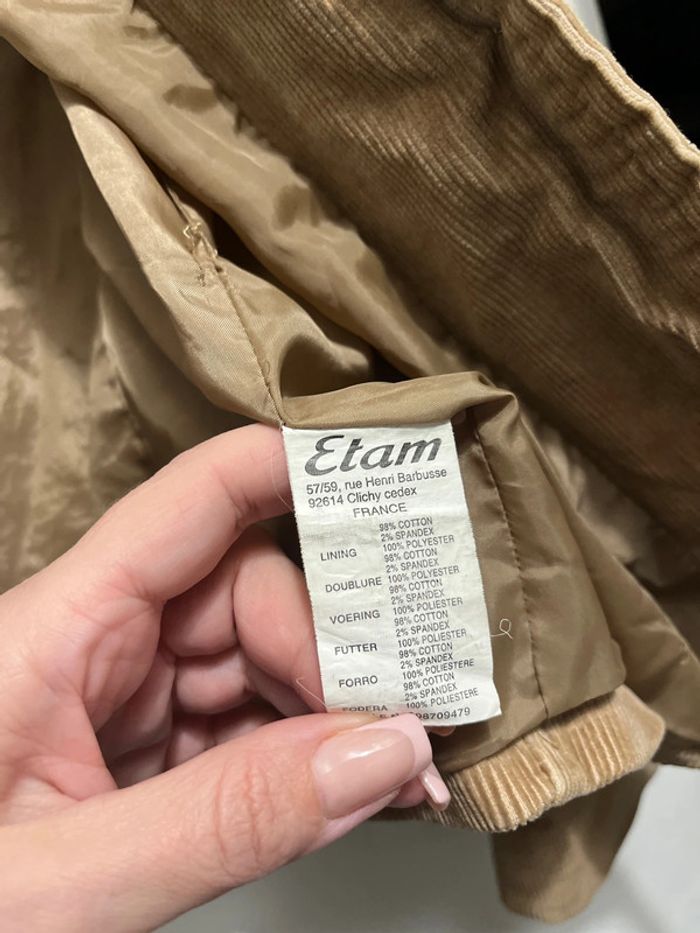 Etam
57/59, rue Henri Barbusse
92614 Clichy cedex
FRANCE
98% COTTON
2% SPANDEX
LINING 100% POLYESTER
98% COTTON
2% SPANDEX
DOUBLURE 100% POLYESTER
98% COTTON
2% SPANDEX
VOERING 100% POLIESTER
98% COTTON
2% SPANDEX
FUTTER 100% POLIESTER
98% COTTON
2% SPANDEX
FORRO 100% POLIESTERE
98% COTTON
2% SPANDEX
FODERA 100% POLIESTERE
28709479